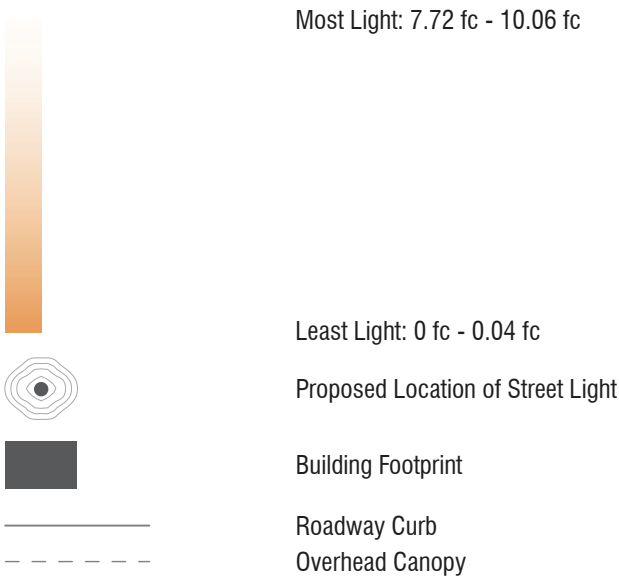 Most Light: 7.72 fc - 10.06 fc
Least Light: 0 fc - 0.04 fc
Proposed Location of Street Light
Building Footprint
Roadway Curb
Overhead Canopy